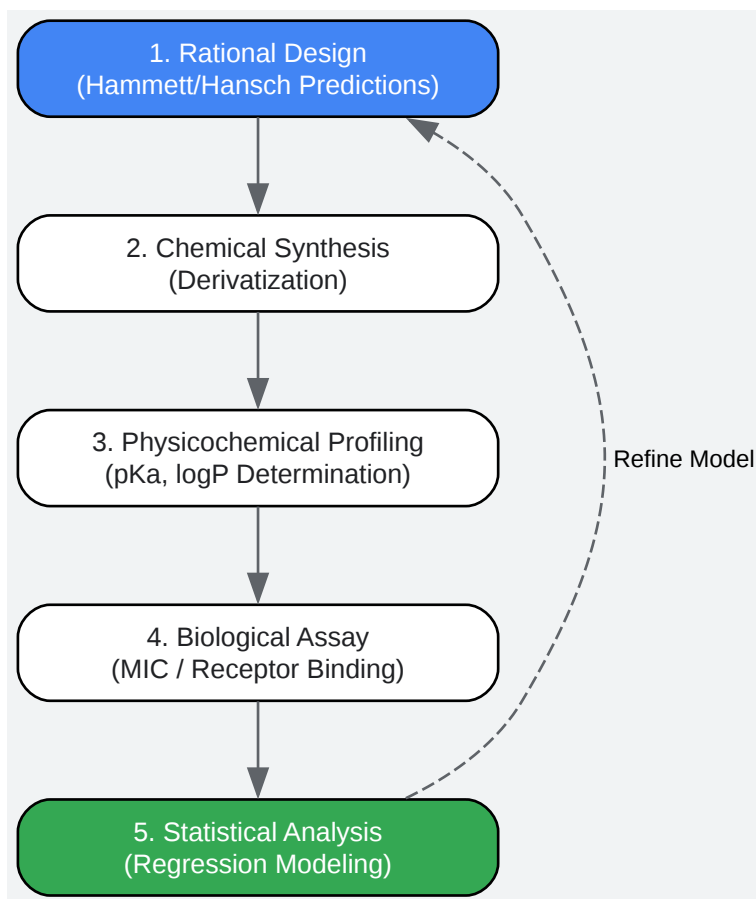 1. Rational Design
(Hammett/Hansch Predictions)
2. Chemical Synthesis
(Derivatization)
3. Physicochemical Profiling
(pKa, logP Determination)
Refine Model
4. Biological Assay
(MIC / Receptor Binding)
5. Statistical Analysis
(Regression Modeling)